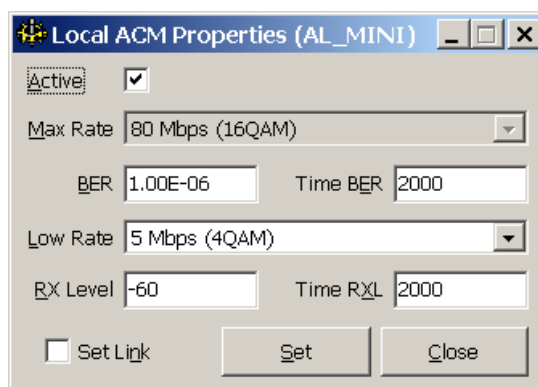 Local ACM Properties (AL_MINI)
Active
Max Rate 80 Mbps (16QAM)
BER 1.00E-06 Time BER 2000
Low Rate 5 Mbps (4QAM)
RX Level -60 Time RXL 2000
Set Link Set Close